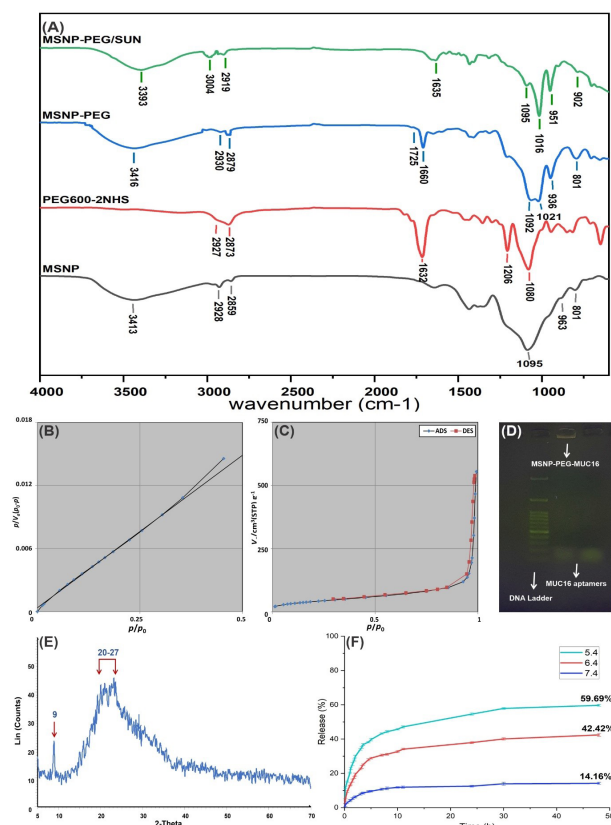 (A)
MSNP-PEG/SUN
3393
3004
2919
1635
1095
1016
951
902
MSNP-PEG
3416
2930
2879
1725
1660
1092
1021
936
801
PEG600-2NHS
2927
2873
1632
1206
1080
MSNP
3413
2928
2859
1095
963
801
4000 3500 3000 2500 2000 1500 1000
wavenumber (cm-1)
(B)
0.018
0.012
0.006
0
0 0.25 0.5
p/p0
(C)
ADS DES
750
500
250
0
0 0.5 1
p/p0
(D)
MSNP-PEG-MUC16
MUC16 aptamers
DNA Ladder
(E)
20-27
9
Lin (Counts)
50
40
30
20
10
0
5 10 20 30 40 50 60 70
2-Theta
(F)
5.4
6.4
7.4
59.69%
42.42%
14.16%
Release (%)
100
80
60
40
20
0
0 10 20 30 40 50